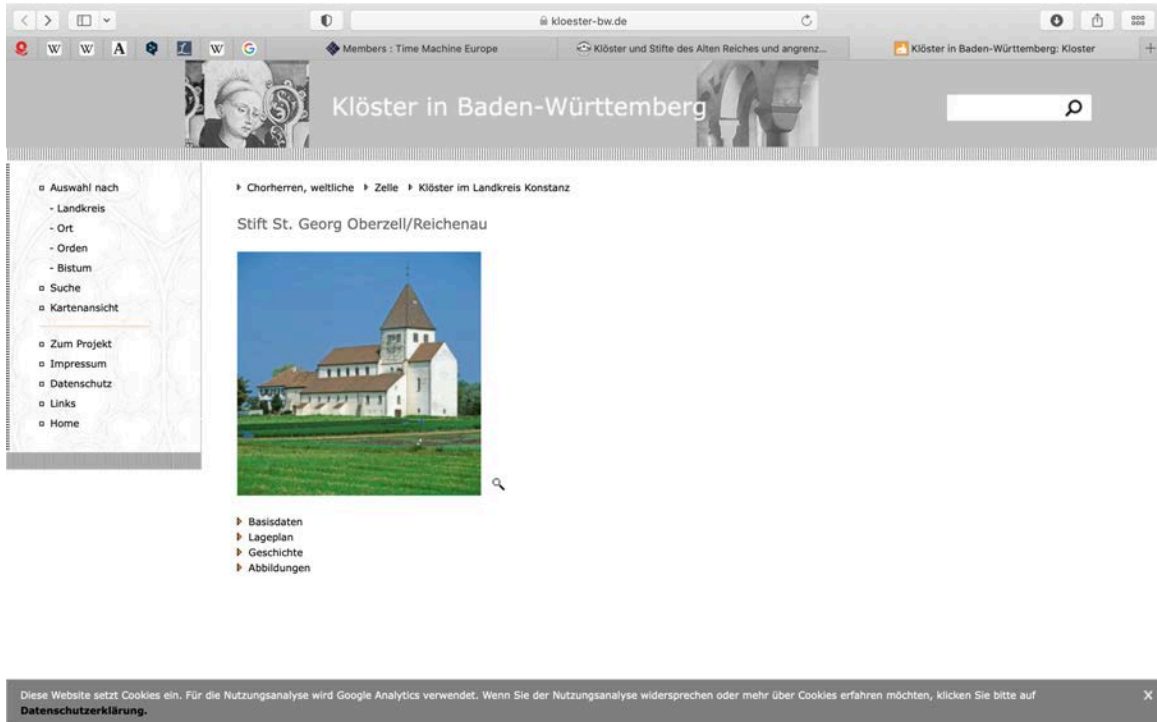 kloester-bw.de
W W A W G
Members : Time Machine Europe
Klöster und Stifte des Alten Reiches und angrenz...
Klöster in Baden-Württemberg: Kloster
Klöster in Baden-Württemberg
Auswahl nach
- Landkreis
- Ort
- Orden
- Bistum
Suche
Kartenansicht
Zum Projekt
Impressum
Datenschutz
Links
Home
Chorherren, weltliche Zelle Klöster im Landkreis Konstanz
Stift St. Georg Oberzell/Reichenau
Basisdaten
Lageplan
Geschichte
Abbildungen
Diese Website setzt Cookies ein. Für die Nutzungsanalyse wird Google Analytics verwendet. Wenn Sie der Nutzungsanalyse widersprechen oder mehr über Cookies erfahren möchten, klicken Sie bitte auf X
Datenschutzerklärung.